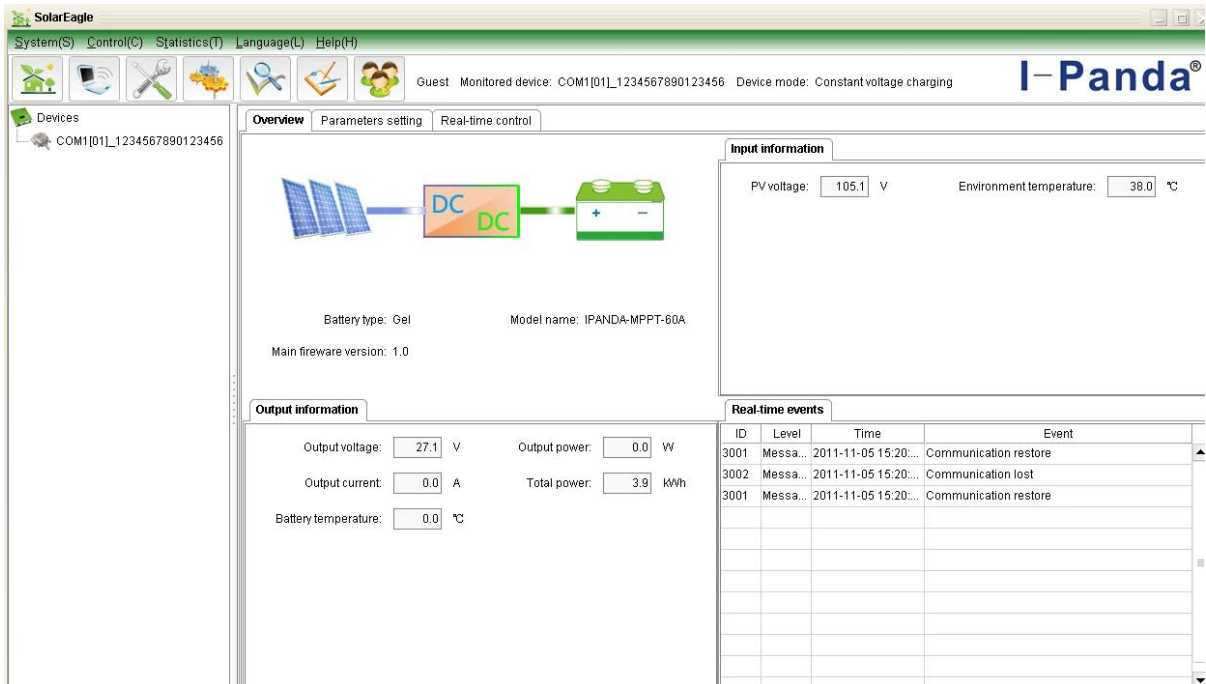 SolarEagle
System(S) Control(C) Statistics(T) Language(L) Help(H)
Guest Monitored device: COM1[01]_1234567890123456 Device mode: Constant voltage charging
I-Panda®
Devices
COM1[01]_1234567890123456
Overview Parameters setting Real-time control
DC
DC
+ −
Battery type: Gel Model name: IPANDA-MPPT-60A
Main fireware version: 1.0
Input information
PV voltage: 105.1 V Environment temperature: 38.0 ℃
Output information
Output voltage: 27.1 V Output power: 0.0 W
Output current: 0.0 A Total power: 3.9 kWh
Battery temperature: 0.0 ℃
Real-time events
ID Level Time Event
3001 Messa... 2011-11-05 15:20:... Communication restore
3002 Messa... 2011-11-05 15:20:... Communication lost
3001 Messa... 2011-11-05 15:20:... Communication restore